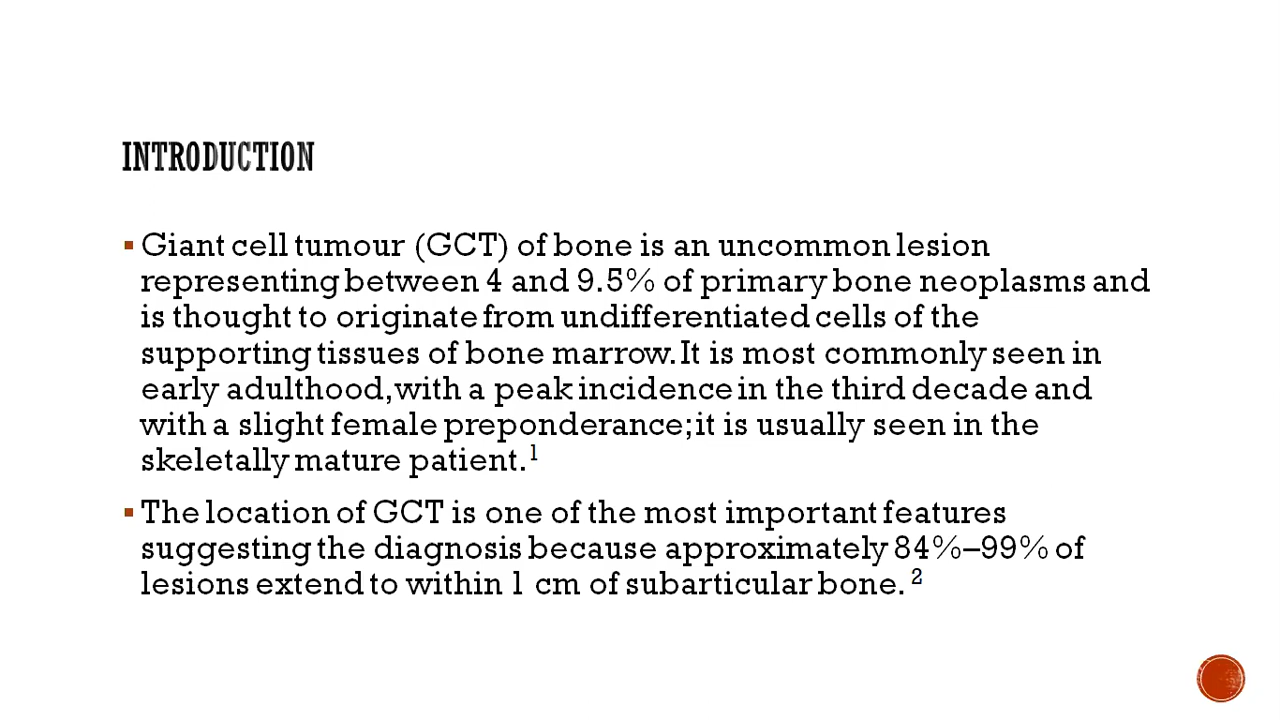 INTRODUCTION
▪ Giant cell tumour (GCT) of bone is an uncommon lesion
representing between 4 and 9.5% of primary bone neoplasms and
is thought to originate from undifferentiated cells of the
supporting tissues of bone marrow. It is most commonly seen in
early adulthood, with a peak incidence in the third decade and
with a slight female preponderance; it is usually seen in the
skeletally mature patient.¹
▪ The location of GCT is one of the most important features
suggesting the diagnosis because approximately 84%–99% of
lesions extend to within 1 cm of subarticular bone. ²